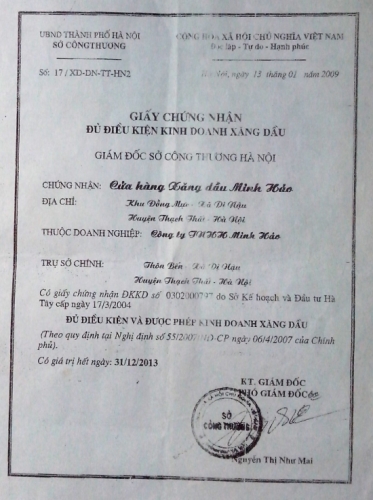 UBND THÀNH PHỐ HÀ NỘI
SỞ CÔNG THƯƠNG
CỘNG HOÀ XÃ HỘI CHỦ NGHĨA VIỆT NAM
Độc lập - Tự do - Hạnh phúc
Số: 17 / XD-DN-TT-HN2
Hà Nội, ngày 15 tháng 01 năm 2009
GIẤY CHỨNG NHẬN
ĐỦ ĐIỀU KIỆN KINH DOANH XĂNG DẦU
GIÁM ĐỐC SỞ CÔNG THƯƠNG HÀ NỘI
CHỨNG NHẬN: Cửa hàng Xăng dầu Minh Hảo
ĐỊA CHỈ: Khu Đồng Mực - Xã Dị Nậu
Huyện Thạch Thất - Hà Nội
THUỘC DOANH NGHIỆP: Công ty TNHH Minh Hảo
TRỤ SỞ CHÍNH: Thôn Bến - Xã Dị Nậu
Huyện Thạch Thất - Hà Nội
Có giấy chứng nhận ĐKKD số 0302000797 do Sở Kế hoạch và Đầu tư Hà
Tây cấp ngày 17/3/2004
ĐỦ ĐIỀU KIỆN VÀ ĐƯỢC PHÉP KINH DOANH XĂNG DẦU
(Theo quy định tại Nghị định số 55/2007/NĐ-CP ngày 06/4/2007 của Chính
phủ).
Có giá trị hết ngày: 31/12/2013
KT. GIÁM ĐỐC
PHÓ GIÁM ĐỐC
SỞ
CÔNG THƯƠNG
Nguyễn Thị Như Mai